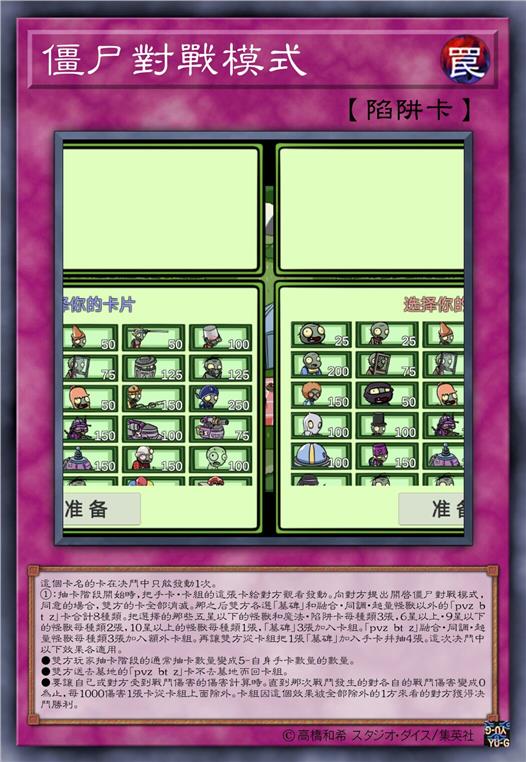 僵尸對戰模式
罠
【陷阱卡】
择你的卡片
选择你的
50
50
100
25
25
75
125
125
200
75
50
150
250
150
75
50
150
150
75
100
100
150
150
100
100
150
准备
准备
這個卡名的卡在決鬥中只能發動1次。
①:抽卡階段開始時,把手卡·卡組的這張卡給對方觀看發動。向對方提出開啓僵尸對戰模式,
同意的場合,雙方的卡全部消滅。那之後雙方各選「墓碑」和融合·同調·超量怪獸以外的「pvz b
t z」卡合計8種類。把選擇的那些五星以下的怪獸和魔法·陷阱卡每種類3張,6星以上·9星以下
的怪獸每種類2張,10星以上的怪獸每種類1張,「墓碑」3張加入卡組。「pvz bt z」融合·同調·超
量怪獸每種類3張加入額外卡組。再讓雙方從卡組把1張「墓碑」加入手卡并抽4張。這次決鬥中
以下效果各適用。
●雙方玩家抽卡階段的通常抽卡數量變成5-自身手卡數量的數量。
●雙方送去墓地的「pvz bt z」卡不去墓地而回卡組。
●要讓自己或對方受到戰鬥傷害的傷害計算時。直到那次戰鬥發生的對各自的戰鬥傷害變成0
為止,每1000傷害1張卡從卡組上面除外。卡組因這個效果被全部除外的1方來看的對方獲得決
鬥勝利。
©高橋和希 スタジオ·ダイス/集英社
YU-G